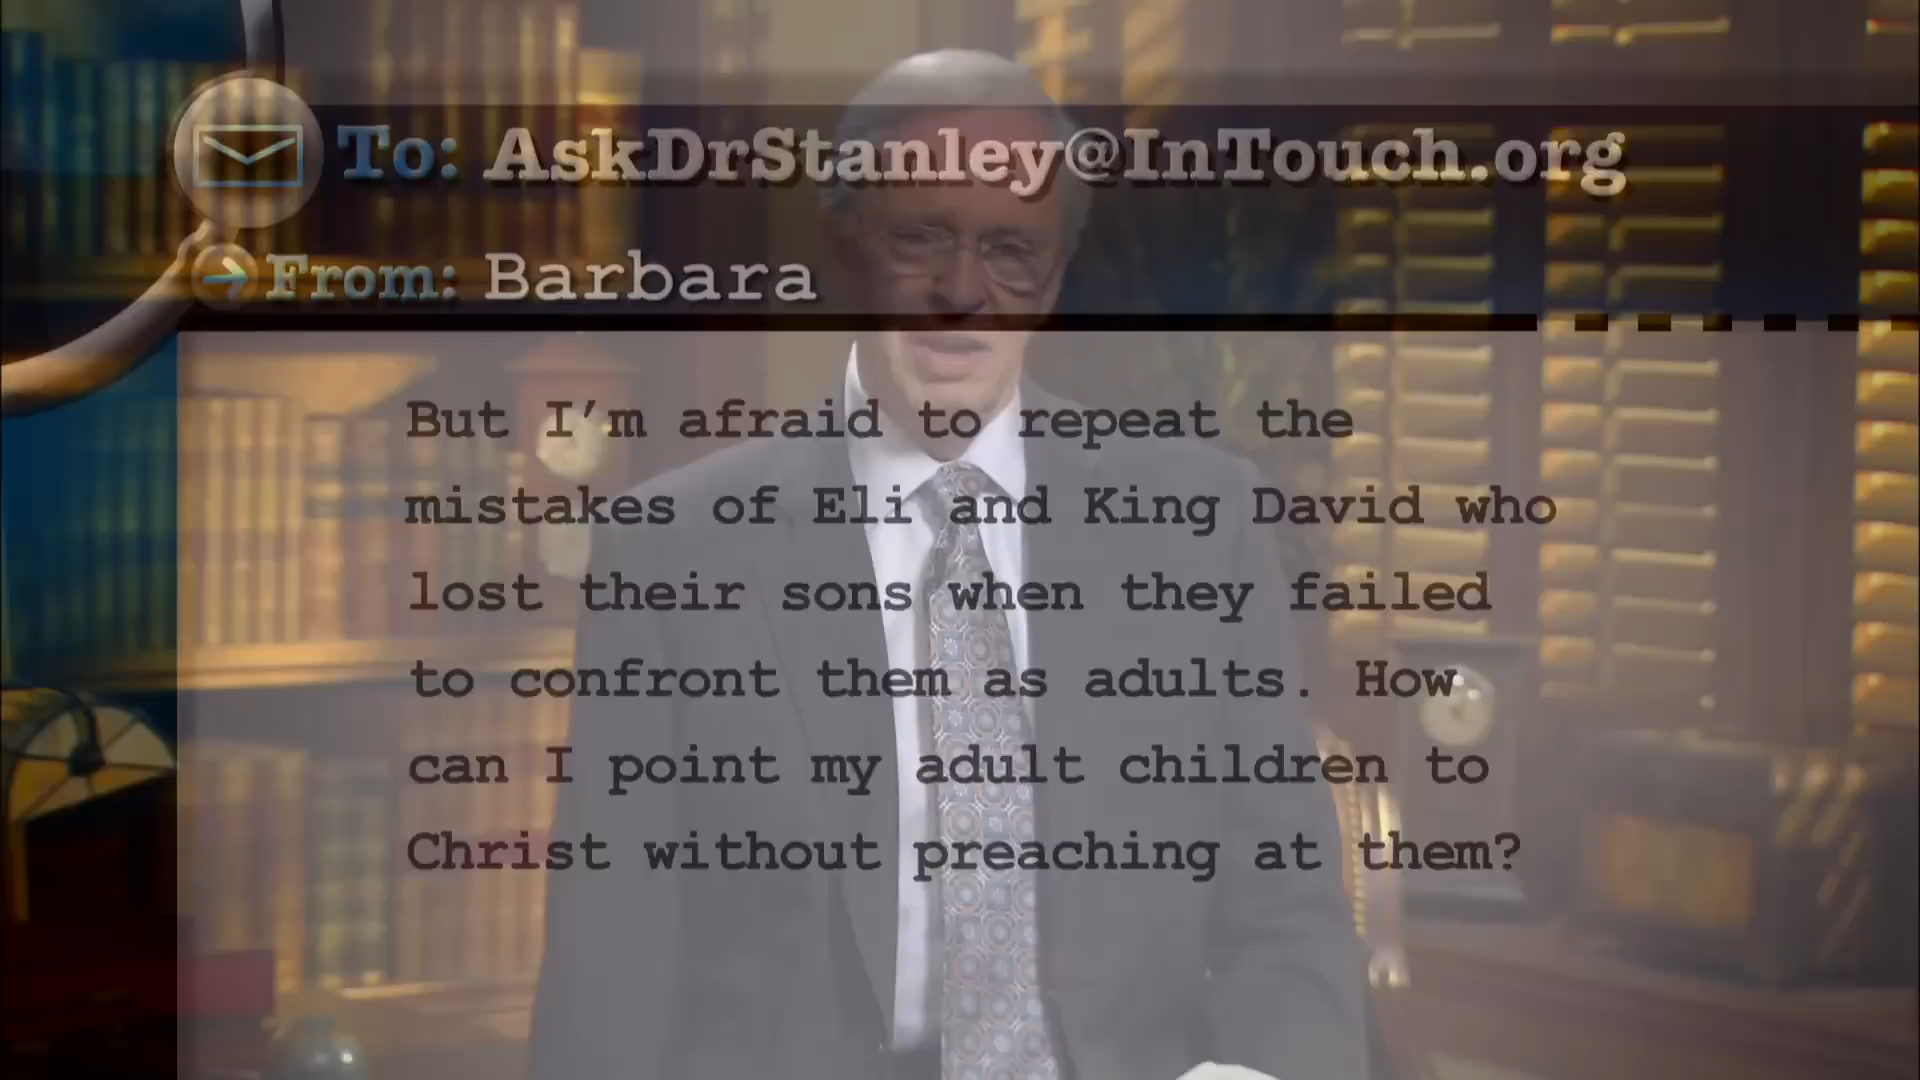 To: AskDrStanley@InTouch.org
From: Barbara
But I’m afraid to repeat the
mistakes of Eli and King David who
lost their sons when they failed
to confront them as adults. How
can I point my adult children to
Christ without preaching at them?